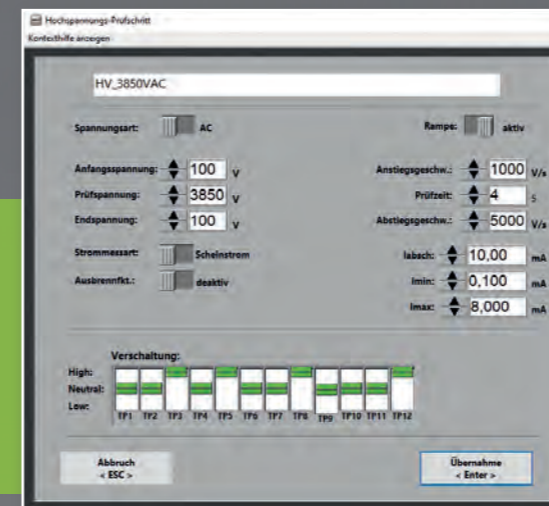 Hochspannungs-Prüfschritt
Kontexthilfe anzeigen
HV_3850VAC
Spannungsart: AC Rampe: aktiv
Anfangsspannung: 100 V Anstiegsgeschw.: 1000 V/s
Prüfspannung: 3850 V Prüfzeit: 4 s
Endspannung: 100 V Abstiegsgeschw.: 5000 V/s
Strommessart: Scheinstrom Iabsch: 10,00 mA
Ausbrennfkt.: deaktiv Imin: 0,100 mA
Imax: 8,000 mA
Verschaltung:
High:
Neutral:
Low:
TP1 TP2 TP3 TP4 TP5 TP6 TP7 TP8 TP9 TP10 TP11 TP12
Abbruch Übernahme
< ESC > < Enter >